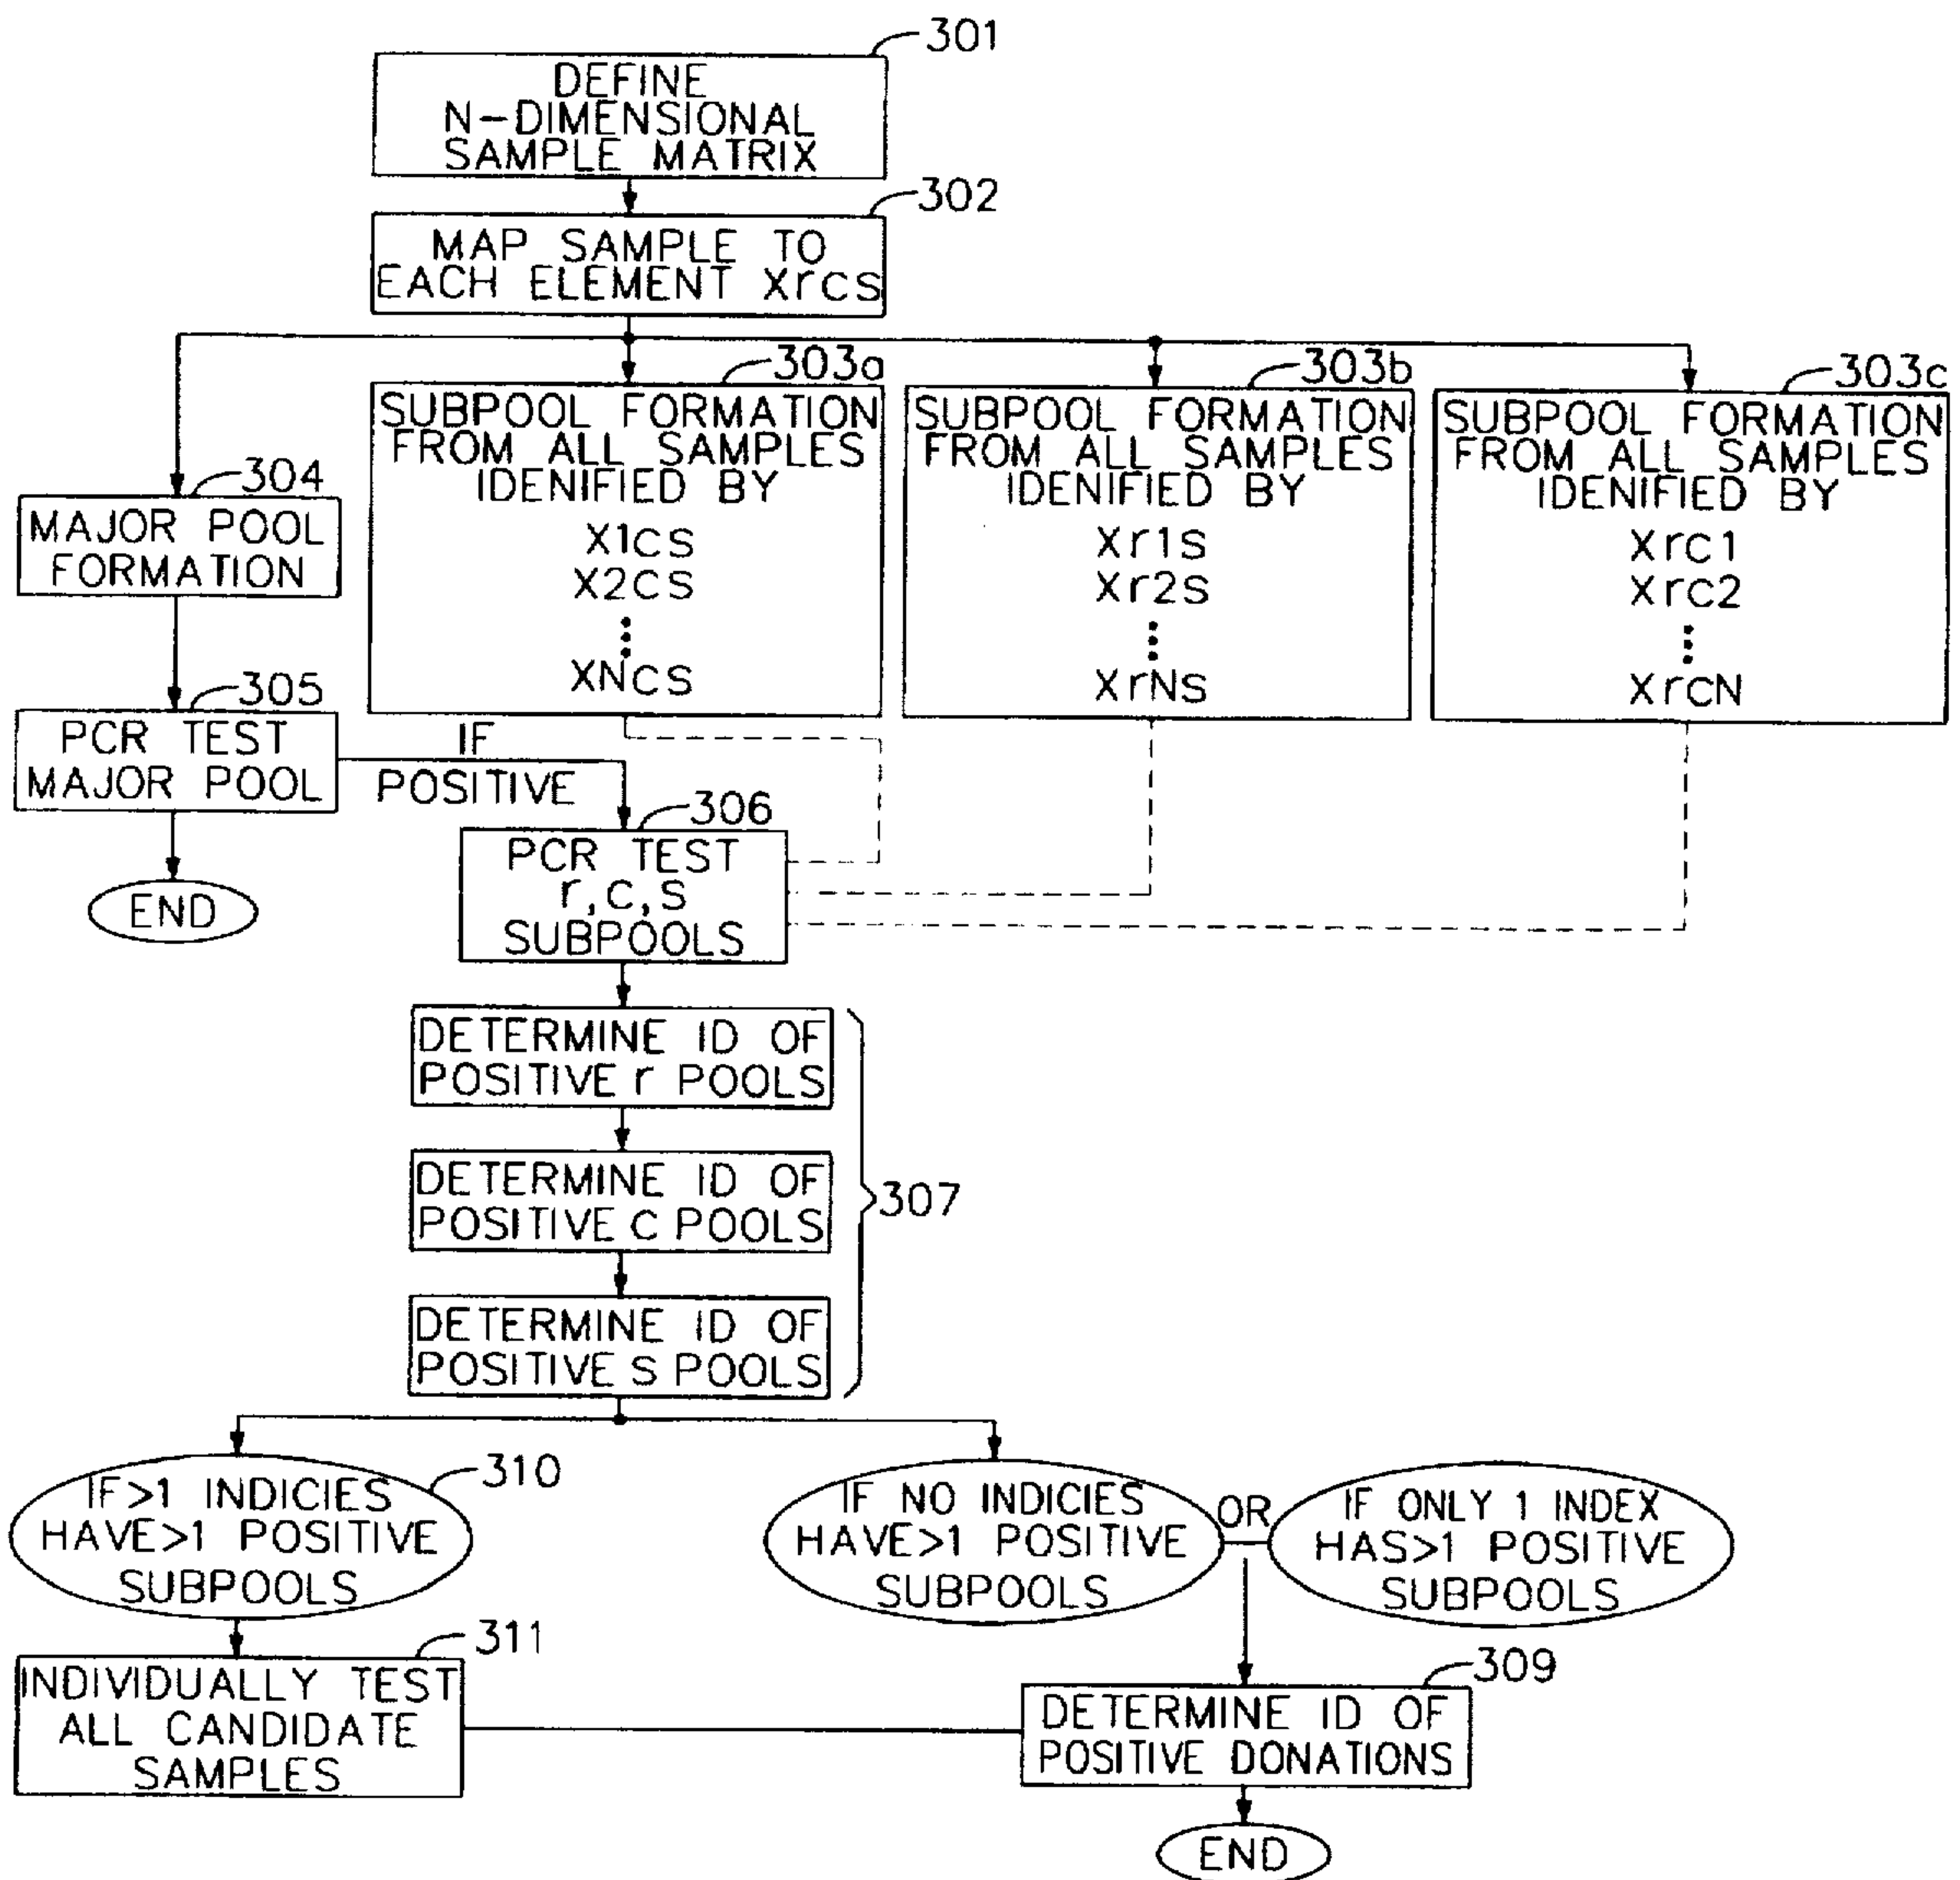 301
DEFINE
N-DIMENSIONAL
SAMPLE MATRIX
302
MAP SAMPLE TO
EACH ELEMENT Xrcs
303a
SUBPOOL FORMATION
FROM ALL SAMPLES
IDENIFIED BY
X1cs
X2cs
XNcs
303b
SUBPOOL FORMATION
FROM ALL SAMPLES
IDENIFIED BY
Xr1s
Xr2s
XrNs
303c
SUBPOOL FORMATION
FROM ALL SAMPLES
IDENIFIED BY
Xrc1
Xrc2
XrcN
304
MAJOR POOL
FORMATION
305
PCR TEST
MAJOR POOL
IF
POSITIVE
END
306
PCR TEST
r,c,s
SUBPOOLS
DETERMINE ID OF
POSITIVE r POOLS
DETERMINE ID OF
POSITIVE c POOLS
DETERMINE ID OF
POSITIVE s POOLS
307
310
IF>1 INDICIES
HAVE>1 POSITIVE
SUBPOOLS
IF NO INDICIES
HAVE>1 POSITIVE
SUBPOOLS
OR
IF ONLY 1 INDEX
HAS>1 POSITIVE
SUBPOOLS
311
INDIVIDUALLY TEST
ALL CANDIDATE
SAMPLES
309
DETERMINE ID OF
POSITIVE DONATIONS
END